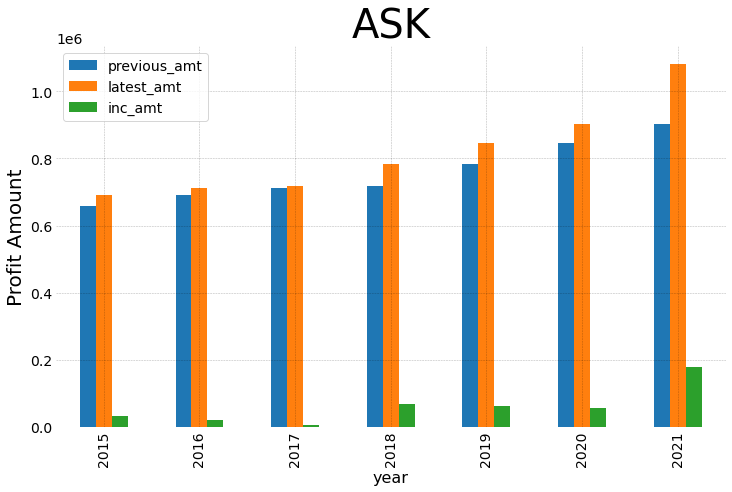 ASK
1e6
previous_amt
latest_amt
inc_amt
1.0
0.8
0.6
0.4
0.2
0.0
Profit Amount
2015 2016 2017 2018 2019 2020 2021
year